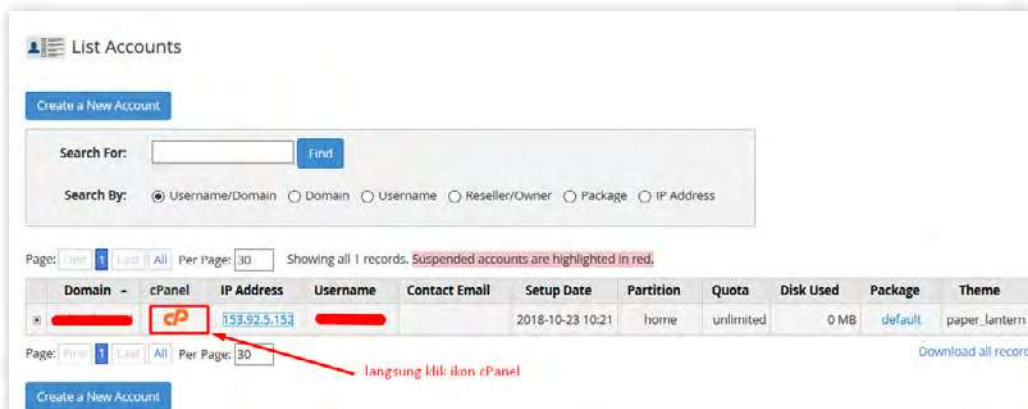 List Accounts
Create a New Account
Search For: Find
Search By: Username/Domain Domain Username Reseller/Owner Package IP Address
Page: First 1 Last All Per Page: 30 Showing all 1 records. Suspended accounts are highlighted in red.
Domain cPanel IP Address Username Contact Email Setup Date Partition Quota Disk Used Package Theme
cP 153.92.5.152 2018-10-23 10:21 home unlimited 0 MB default paper_lantern
Page: First 1 Last All Per Page: 30 Download all record
langsung klik ikon cPanel
Create a New Account